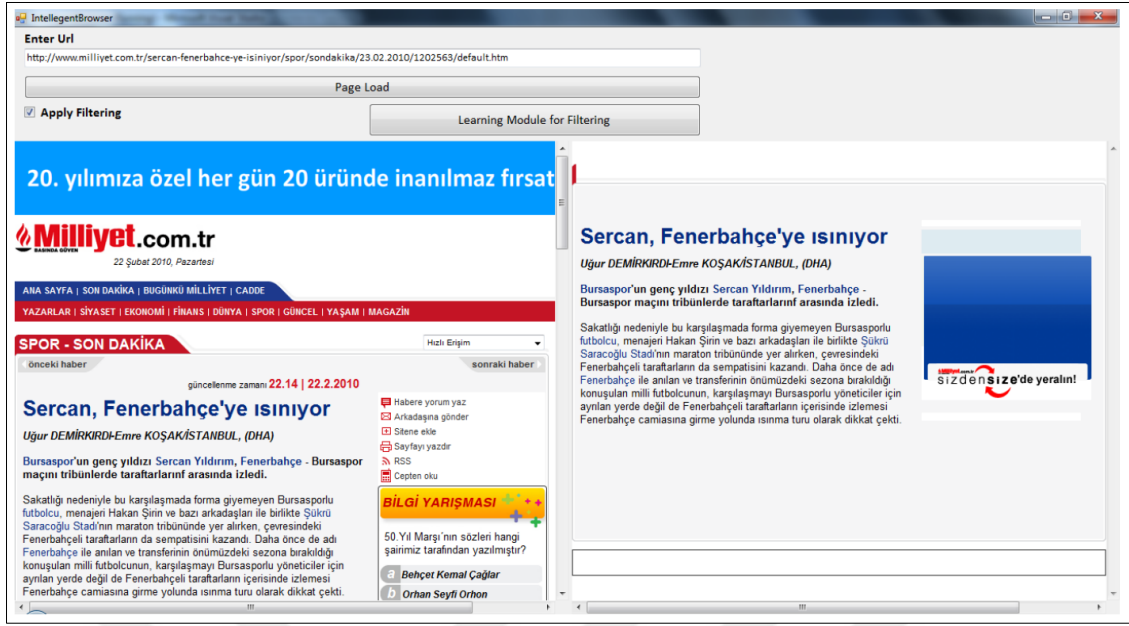 IntellegentBrowser
Enter Url
http://www.milliyet.com.tr/sercan-fenerbahce-ye-isiniyor/spor/sondakika/23.02.2010/1202563/default.htm
Page Load
Apply Filtering
Learning Module for Filtering
20. yılımıza özel her gün 20 üründe inanılmaz fırsat
Milliyet.com.tr
BASINDA GÜVEN
22 Şubat 2010, Pazartesi
ANA SAYFA | SON DAKİKA | BUGÜNKÜ MİLLİYET | CADDE
YAZARLAR | SİYASET | EKONOMİ | FİNANS | DÜNYA | SPOR | GÜNCEL | YAŞAM | MAGAZİN
SPOR - SON DAKİKA
Hızlı Erişim
önceki haber
sonraki haber
güncellenme zamanı 22.14 | 22.2.2010
Sercan, Fenerbahçe'ye ısınıyor
Uğur DEMİRKIRDI-Emre KOŞAK/İSTANBUL, (DHA)
Bursaspor'un genç yıldızı Sercan Yıldırım, Fenerbahçe - Bursaspor
maçını tribünlerde taraftarlarınf arasında izledi.
Sakatlığı nedeniyle bu karşılaşmada forma giyemeyen Bursasporlu
futbolcu, menajeri Hakan Şirin ve bazı arkadaşları ile birlikte Şükrü
Saracoğlu Stadı'nın maraton tribününde yer alırken, çevresindeki
Fenerbahçeli taraftarların da sempatisini kazandı. Daha önce de adı
Fenerbahçe ile anılan ve transferinin önümüzdeki sezona bırakıldığı
konuşulan milli futbolcunun, karşılaşmayı Bursasporlu yöneticiler için
ayrılan yerde değil de Fenerbahçeli taraftarların içerisinde izlemesi
Fenerbahçe camiasına girme yolunda ısınma turu olarak dikkat çekti.
Habere yorum yaz
Arkadaşına gönder
Sitene ekle
Sayfayı yazdır
RSS
Cepten oku
BİLGİ YARIŞMASI
50.Yıl Marşı'nın sözleri hangi
şairimiz tarafından yazılmıştır?
a Behçet Kemal Çağlar
b Orhan Seyfi Orhon
Sercan, Fenerbahçe'ye ısınıyor
Uğur DEMİRKIRDI-Emre KOŞAK/İSTANBUL, (DHA)
Bursaspor'un genç yıldızı Sercan Yıldırım, Fenerbahçe -
Bursaspor maçını tribünlerde taraftarlarınf arasında izledi.
Sakatlığı nedeniyle bu karşılaşmada forma giyemeyen Bursasporlu
futbolcu, menajeri Hakan Şirin ve bazı arkadaşları ile birlikte Şükrü
Saracoğlu Stadı'nın maraton tribününde yer alırken, çevresindeki
Fenerbahçeli taraftarların da sempatisini kazandı. Daha önce de adı
Fenerbahçe ile anılan ve transferinin önümüzdeki sezona bırakıldığı
konuşulan milli futbolcunun, karşılaşmayı Bursasporlu yöneticiler için
ayrılan yerde değil de Fenerbahçeli taraftarların içerisinde izlemesi
Fenerbahçe camiasına girme yolunda ısınma turu olarak dikkat çekti.
sizdensize'de yeralın!